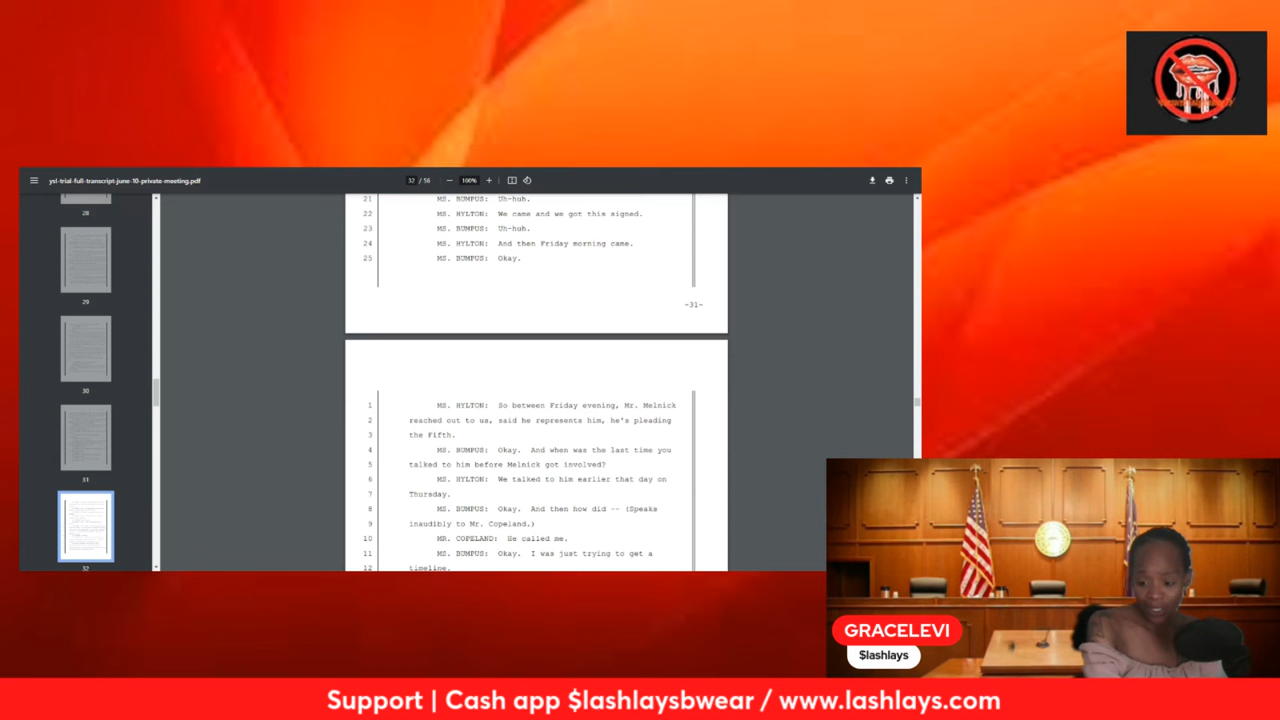 ysl-trial-full-transcript-june-10-private-meeting.pdf
32 / 56
100%
28
29
30
31
32
21 MS. BUMPUS: Uh-huh.
22 MS. HYLTON: We came and we got this signed.
23 MS. BUMPUS: Uh-huh.
24 MS. HYLTON: And then Friday morning came.
25 MS. BUMPUS: Okay.
-31-
1 MS. HYLTON: So between Friday evening, Mr. Melnick
2 reached out to us, said he represents him, he's pleading
3 the Fifth.
4 MS. BUMPUS: Okay. And when was the last time you
5 talked to him before Melnick got involved?
6 MS. HYLTON: We talked to him earlier that day on
7 Thursday.
8 MS. BUMPUS: Okay. And then how did -- (Speaks
9 inaudibly to Mr. Copeland.)
10 MR. COPELAND: He called me.
11 MS. BUMPUS: Okay. I was just trying to get a
12 timeline.
GRACELEVI
$lashlays
Support | Cash app $lashlaysbwear / www.lashlays.com